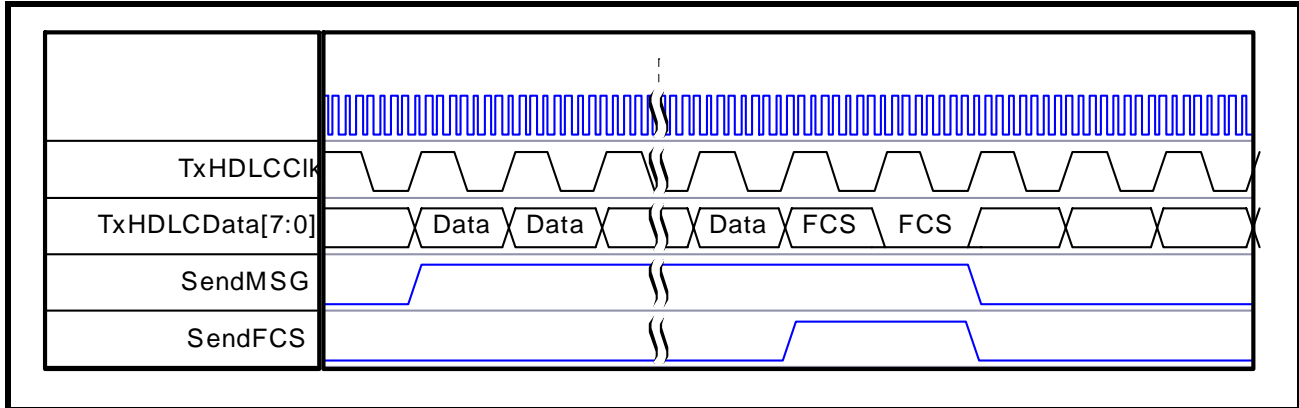 TxHDLCClk
TxHDLCData[7:0] Data Data Data FCS FCS
SendMSG
SendFCS